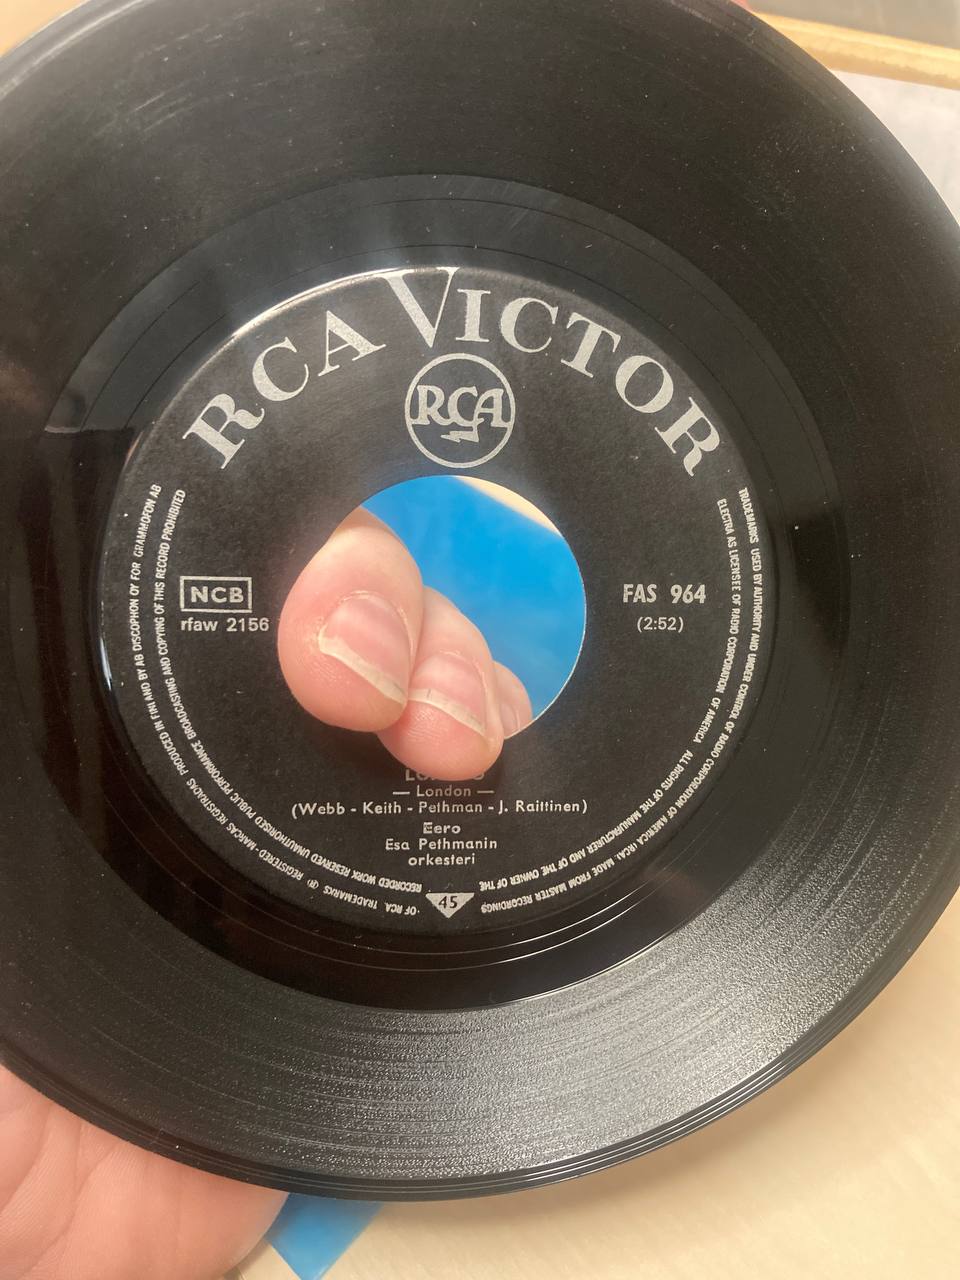 RCA VICTOR
RCA
NCB
rfaw 2156
FAS 964
(2:52)
— London —
(Webb - Keith - Pethman - J. Raittinen)
Eero
Esa Pethmanin
orkesteri
45
TRADEMARKS USED BY AUTHORITY AND UNDER CONTROL OF RADIO CORPORATION OF AMERICA (RCA). MADE FROM MASTER RECORDINGS
·OF RCA. TRADEMARKS ® REGISTERED-MARCAS REGISTRADAS PRODUCED IN FINLAND BY AB DISCOPHON OY FOR GRAMMOFON AB
ELECTRA AS LICENSEE OF RADIO CORPORATION OF AMERICA ALL RIGHTS OF THE MANUFACTURER AND OF THE OWNER OF THE
RECORDED WORK RESERVED UNAUTHORISED PUBLIC PERFORMANCE BROADCASTING AND COPYING OF THIS RECORD PROHIBITED